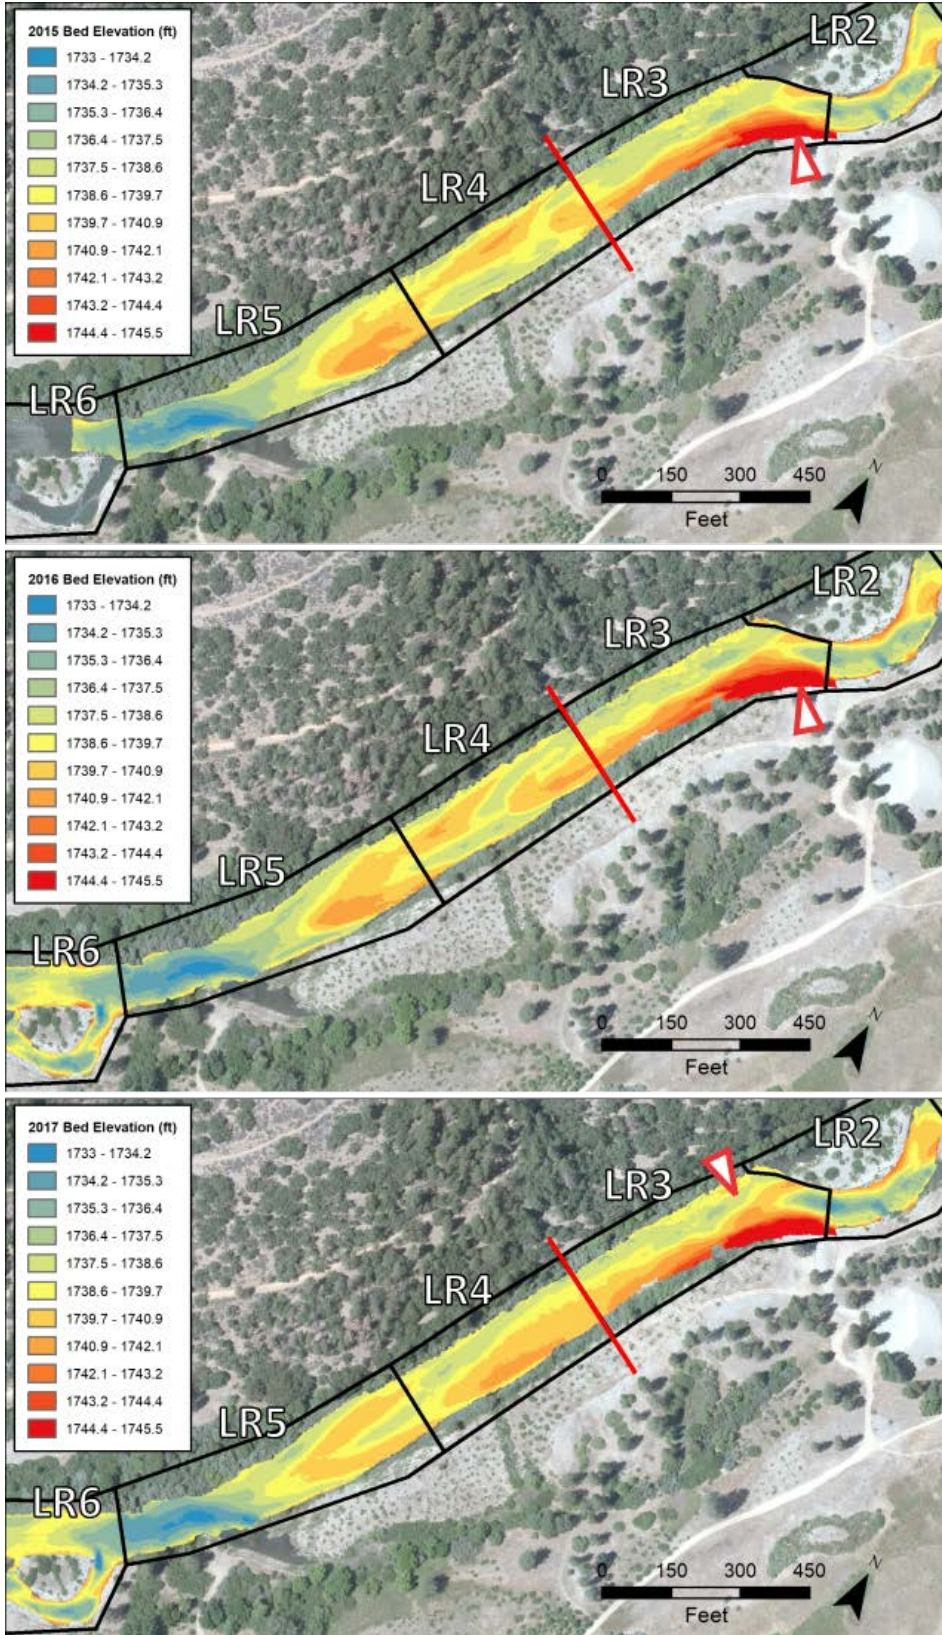 2015 Bed Elevation (ft)
1733 - 1734.2
1734.2 - 1735.3
1735.3 - 1736.4
1736.4 - 1737.5
1737.5 - 1738.6
1738.6 - 1739.7
1739.7 - 1740.9
1740.9 - 1742.1
1742.1 - 1743.2
1743.2 - 1744.4
1744.4 - 1745.5
LR2
LR3
LR4
LR5
LR6
0 150 300 450
Feet
N
2016 Bed Elevation (ft)
1733 - 1734.2
1734.2 - 1735.3
1735.3 - 1736.4
1736.4 - 1737.5
1737.5 - 1738.6
1738.6 - 1739.7
1739.7 - 1740.9
1740.9 - 1742.1
1742.1 - 1743.2
1743.2 - 1744.4
1744.4 - 1745.5
LR2
LR3
LR4
LR5
LR6
0 150 300 450
Feet
N
2017 Bed Elevation (ft)
1733 - 1734.2
1734.2 - 1735.3
1735.3 - 1736.4
1736.4 - 1737.5
1737.5 - 1738.6
1738.6 - 1739.7
1739.7 - 1740.9
1740.9 - 1742.1
1742.1 - 1743.2
1743.2 - 1744.4
1744.4 - 1745.5
LR2
LR3
LR4
LR5
LR6
0 150 300 450
Feet
N